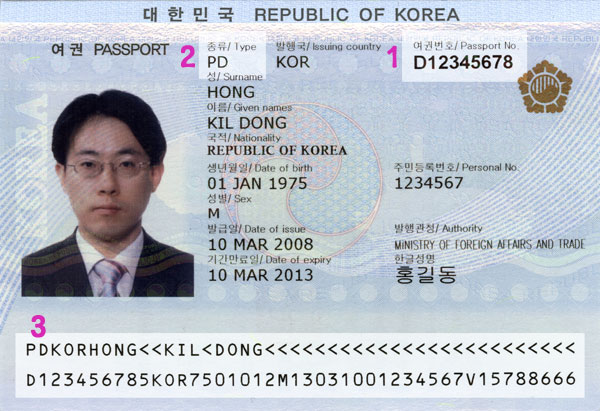 대한민국 REPUBLIC OF KOREA
여권 PASSPORT
2 종류/ Type 발행국/ Issuing country 1 여권번호/ Passport No.
PD KOR D12345678
성/ Surname
HONG
이름/ Given names
KIL DONG
국적/ Nationality
REPUBLIC OF KOREA
생년월일/ Date of birth 주민등록번호/ Personal No.
01 JAN 1975 1234567
성별/ Sex
M
발급일/ Date of issue 발행관청/ Authority
10 MAR 2008 MINISTRY OF FOREIGN AFFAIRS AND TRADE
기간만료일/ Date of expiry 한글성명
10 MAR 2013 홍길동
3
PDKORHONG<<KIL<DONG<<<<<<<<<<<<<<<<<<<<<<<<<
D123456785KOR7501012M13031001234567V15788666